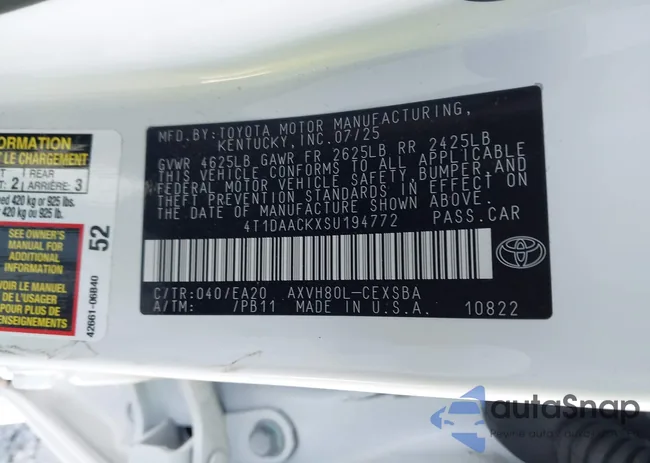 ORMATION
T LE CHARGEMENT
REAR
T: 2 ARRIÈRE: 3
ed 420 kg or 925 lbs.
420 kg ou 925 lbs.
SEE OWNER'S
MANUAL FOR
ADDITIONAL
INFORMATION
VOIR LE MANUEL
DE L'USAGER
POUR PLUS DE
RENSEIGNEMENTS
52
42661-06B40
MFD.BY:TOYOTA MOTOR MANUFACTURING,
KENTUCKY, INC.07/25
GVWR 4625LB GAWR FR 2625LB RR 2425LB
THIS VEHICLE CONFORMS TO ALL APPLICABLE
FEDERAL MOTOR VEHICLE SAFETY, BUMPER, AND
THEFT PREVENTION STANDARDS IN EFFECT ON
THE DATE OF MANUFACTURE SHOWN ABOVE.
4T1DAACKXSU194772 PASS.CAR
C/TR:040/EA20 AXVH80L-CEXSBA
A/TM: /PB11 MADE IN U.S.A. 10822
TOYOTA
autoSnap